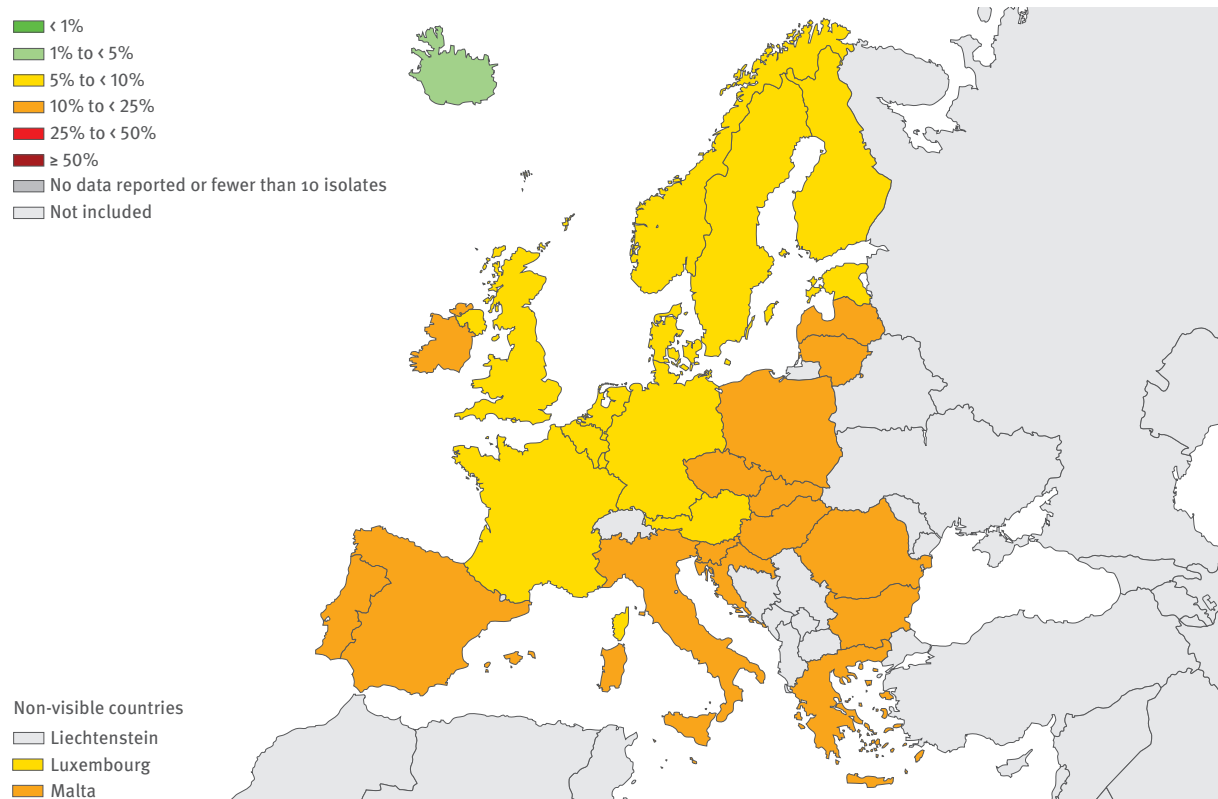 < 1%
1% to < 5%
5% to < 10%
10% to < 25%
25% to < 50%
≥ 50%
No data reported or fewer than 10 isolates
Not included
Non-visible countries
Liechtenstein
Luxembourg
Malta